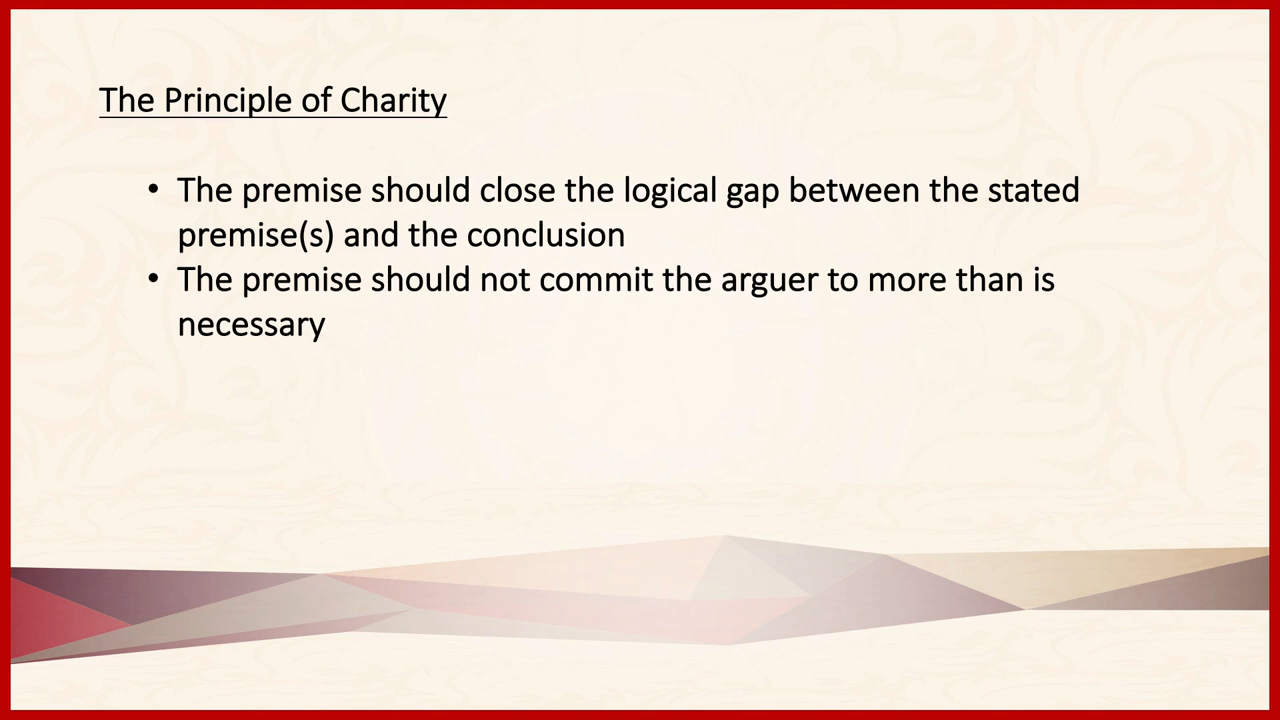 The Principle of Charity
• The premise should close the logical gap between the stated
premise(s) and the conclusion
• The premise should not commit the arguer to more than is
necessary